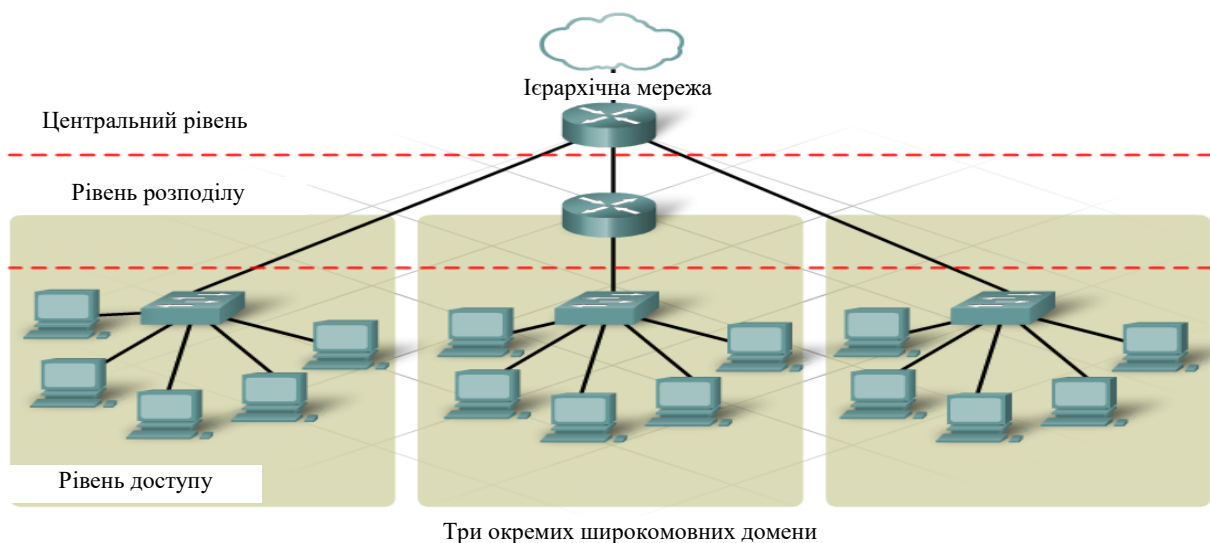 Ієрархічна мережа
Центральний рівень
Рівень розподілу
Рівень доступу
Три окремих широкомовних домени